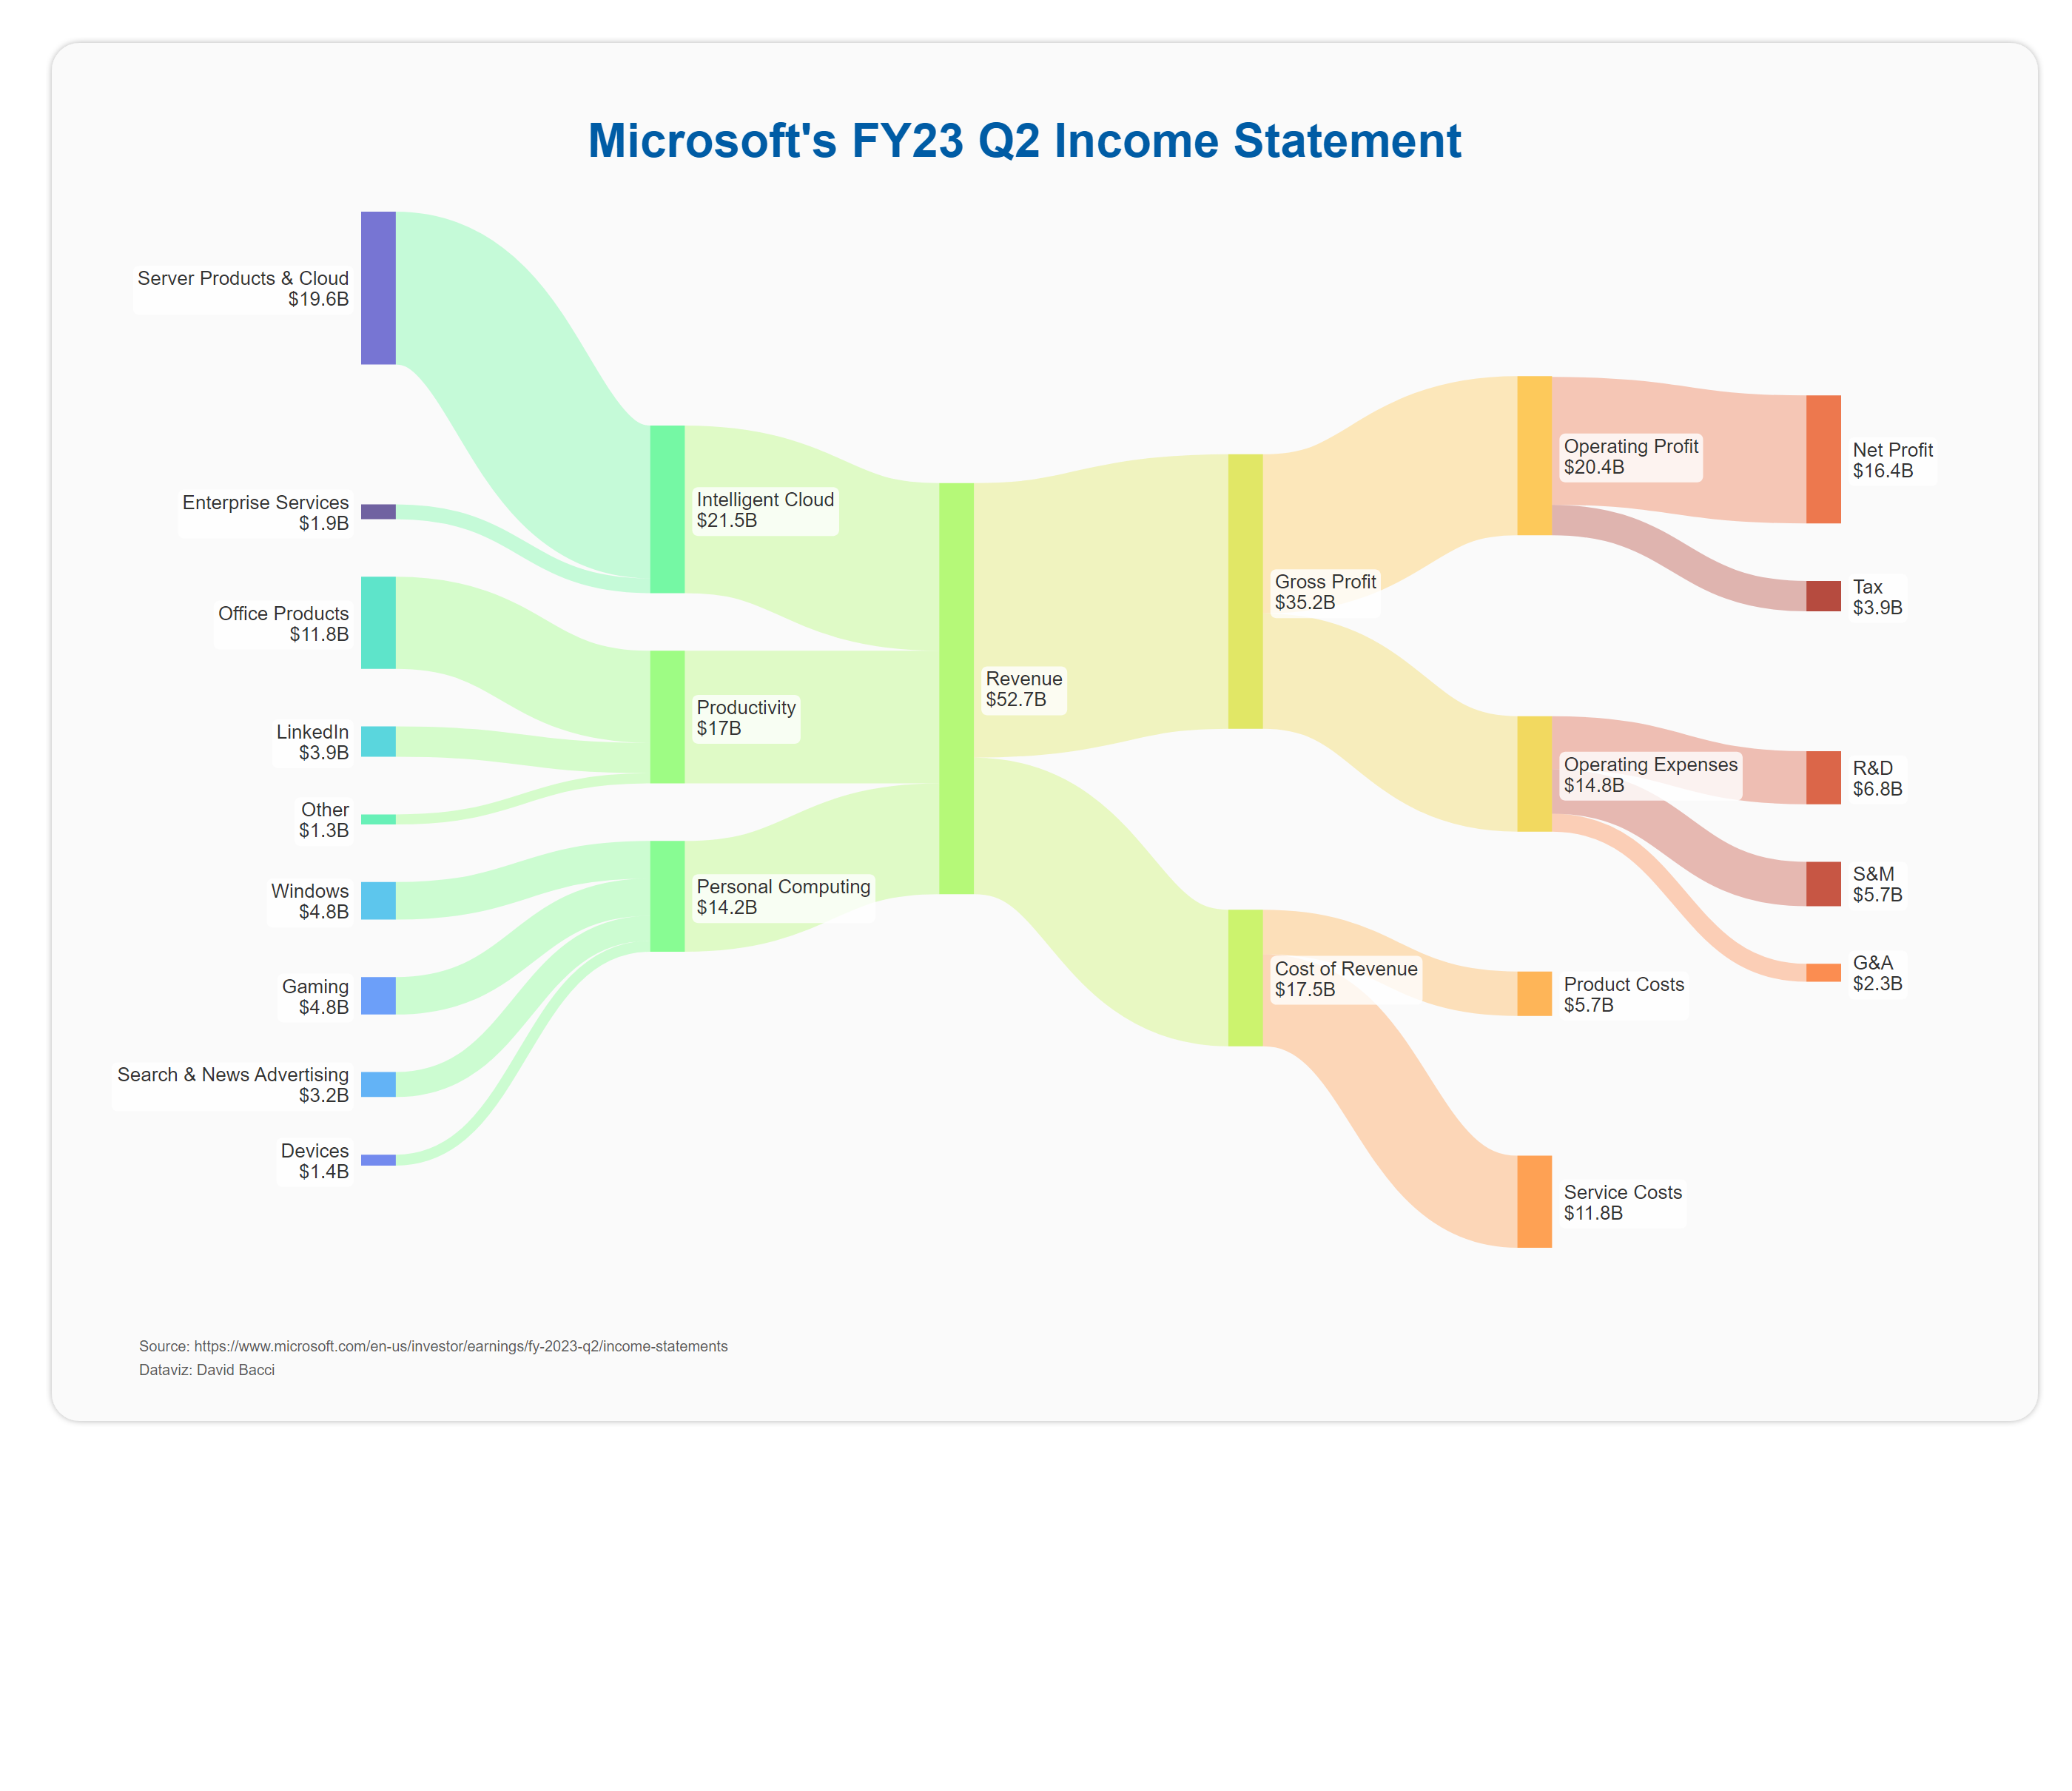 Microsoft's FY23 Q2 Income Statement
Server Products & Cloud
$19.6B
Enterprise Services
$1.9B
Office Products
$11.8B
LinkedIn
$3.9B
Other
$1.3B
Windows
$4.8B
Gaming
$4.8B
Search & News Advertising
$3.2B
Devices
$1.4B
Intelligent Cloud
$21.5B
Productivity
$17B
Personal Computing
$14.2B
Revenue
$52.7B
Gross Profit
$35.2B
Cost of Revenue
$17.5B
Operating Profit
$20.4B
Operating Expenses
$14.8B
Product Costs
$5.7B
Service Costs
$11.8B
Net Profit
$16.4B
Tax
$3.9B
R&D
$6.8B
S&M
$5.7B
G&A
$2.3B
Source: https://www.microsoft.com/en-us/investor/earnings/fy-2023-q2/income-statements
Dataviz: David Bacci